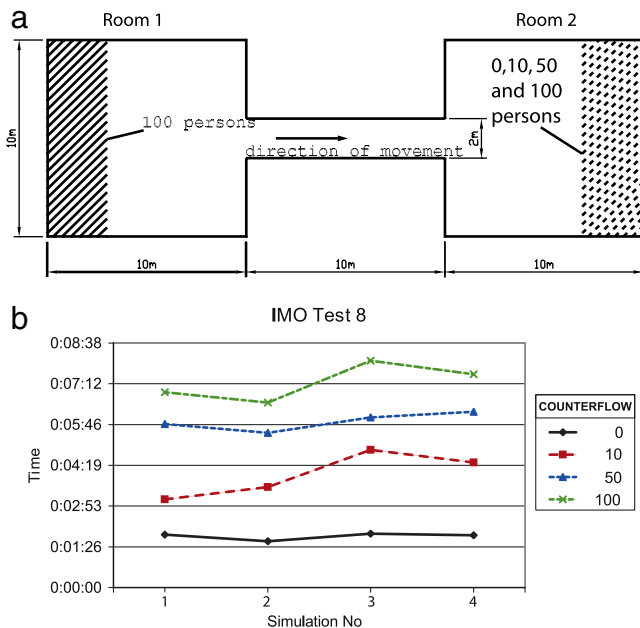 a
Room 1
Room 2
100 persons
0,10,50
and 100
persons
direction of movement
10m
2m
10m
10m
10m
b
IMO Test 8
0:08:38
0:07:12
0:05:46
0:04:19
0:02:53
0:01:26
0:00:00
Time
1
2
3
4
Simulation No
COUNTERFLOW
0
10
50
100